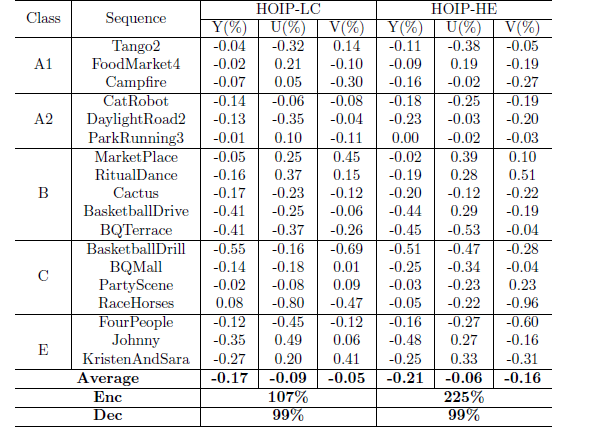 Class Sequence HOIP-LC HOIP-HE
Y(%) U(%) V(%) Y(%) U(%) V(%)
A1 Tango2 -0.04 -0.32 0.14 -0.11 -0.38 -0.05
FoodMarket4 -0.02 0.21 -0.10 -0.09 0.19 -0.19
Campfire -0.07 0.05 -0.30 -0.16 -0.02 -0.27
A2 CatRobot -0.14 -0.06 -0.08 -0.18 -0.25 -0.19
DaylightRoad2 -0.13 -0.35 -0.04 -0.23 -0.03 -0.20
ParkRunning3 -0.01 0.10 -0.11 0.00 -0.02 -0.03
B MarketPlace -0.05 0.25 0.45 -0.02 0.39 0.10
RitualDance -0.16 0.37 0.15 -0.19 0.28 0.51
Cactus -0.17 -0.23 -0.12 -0.20 -0.12 -0.22
BasketballDrive -0.41 -0.25 -0.06 -0.44 0.29 -0.19
BQTerrace -0.41 -0.37 -0.26 -0.45 -0.53 -0.04
C BasketballDrill -0.55 -0.16 -0.69 -0.51 -0.47 -0.28
BQMall -0.14 -0.18 0.01 -0.25 -0.34 -0.04
PartyScene -0.02 -0.08 0.09 -0.03 -0.23 0.23
RaceHorses 0.08 -0.80 -0.47 -0.05 -0.22 -0.96
E FourPeople -0.12 -0.45 -0.12 -0.16 -0.27 -0.60
Johnny -0.35 0.49 0.06 -0.48 0.27 -0.16
KristenAndSara -0.27 0.20 0.41 -0.25 0.33 -0.31
Average -0.17 -0.09 -0.05 -0.21 -0.06 -0.16
Enc 107% 225%
Dec 99% 99%